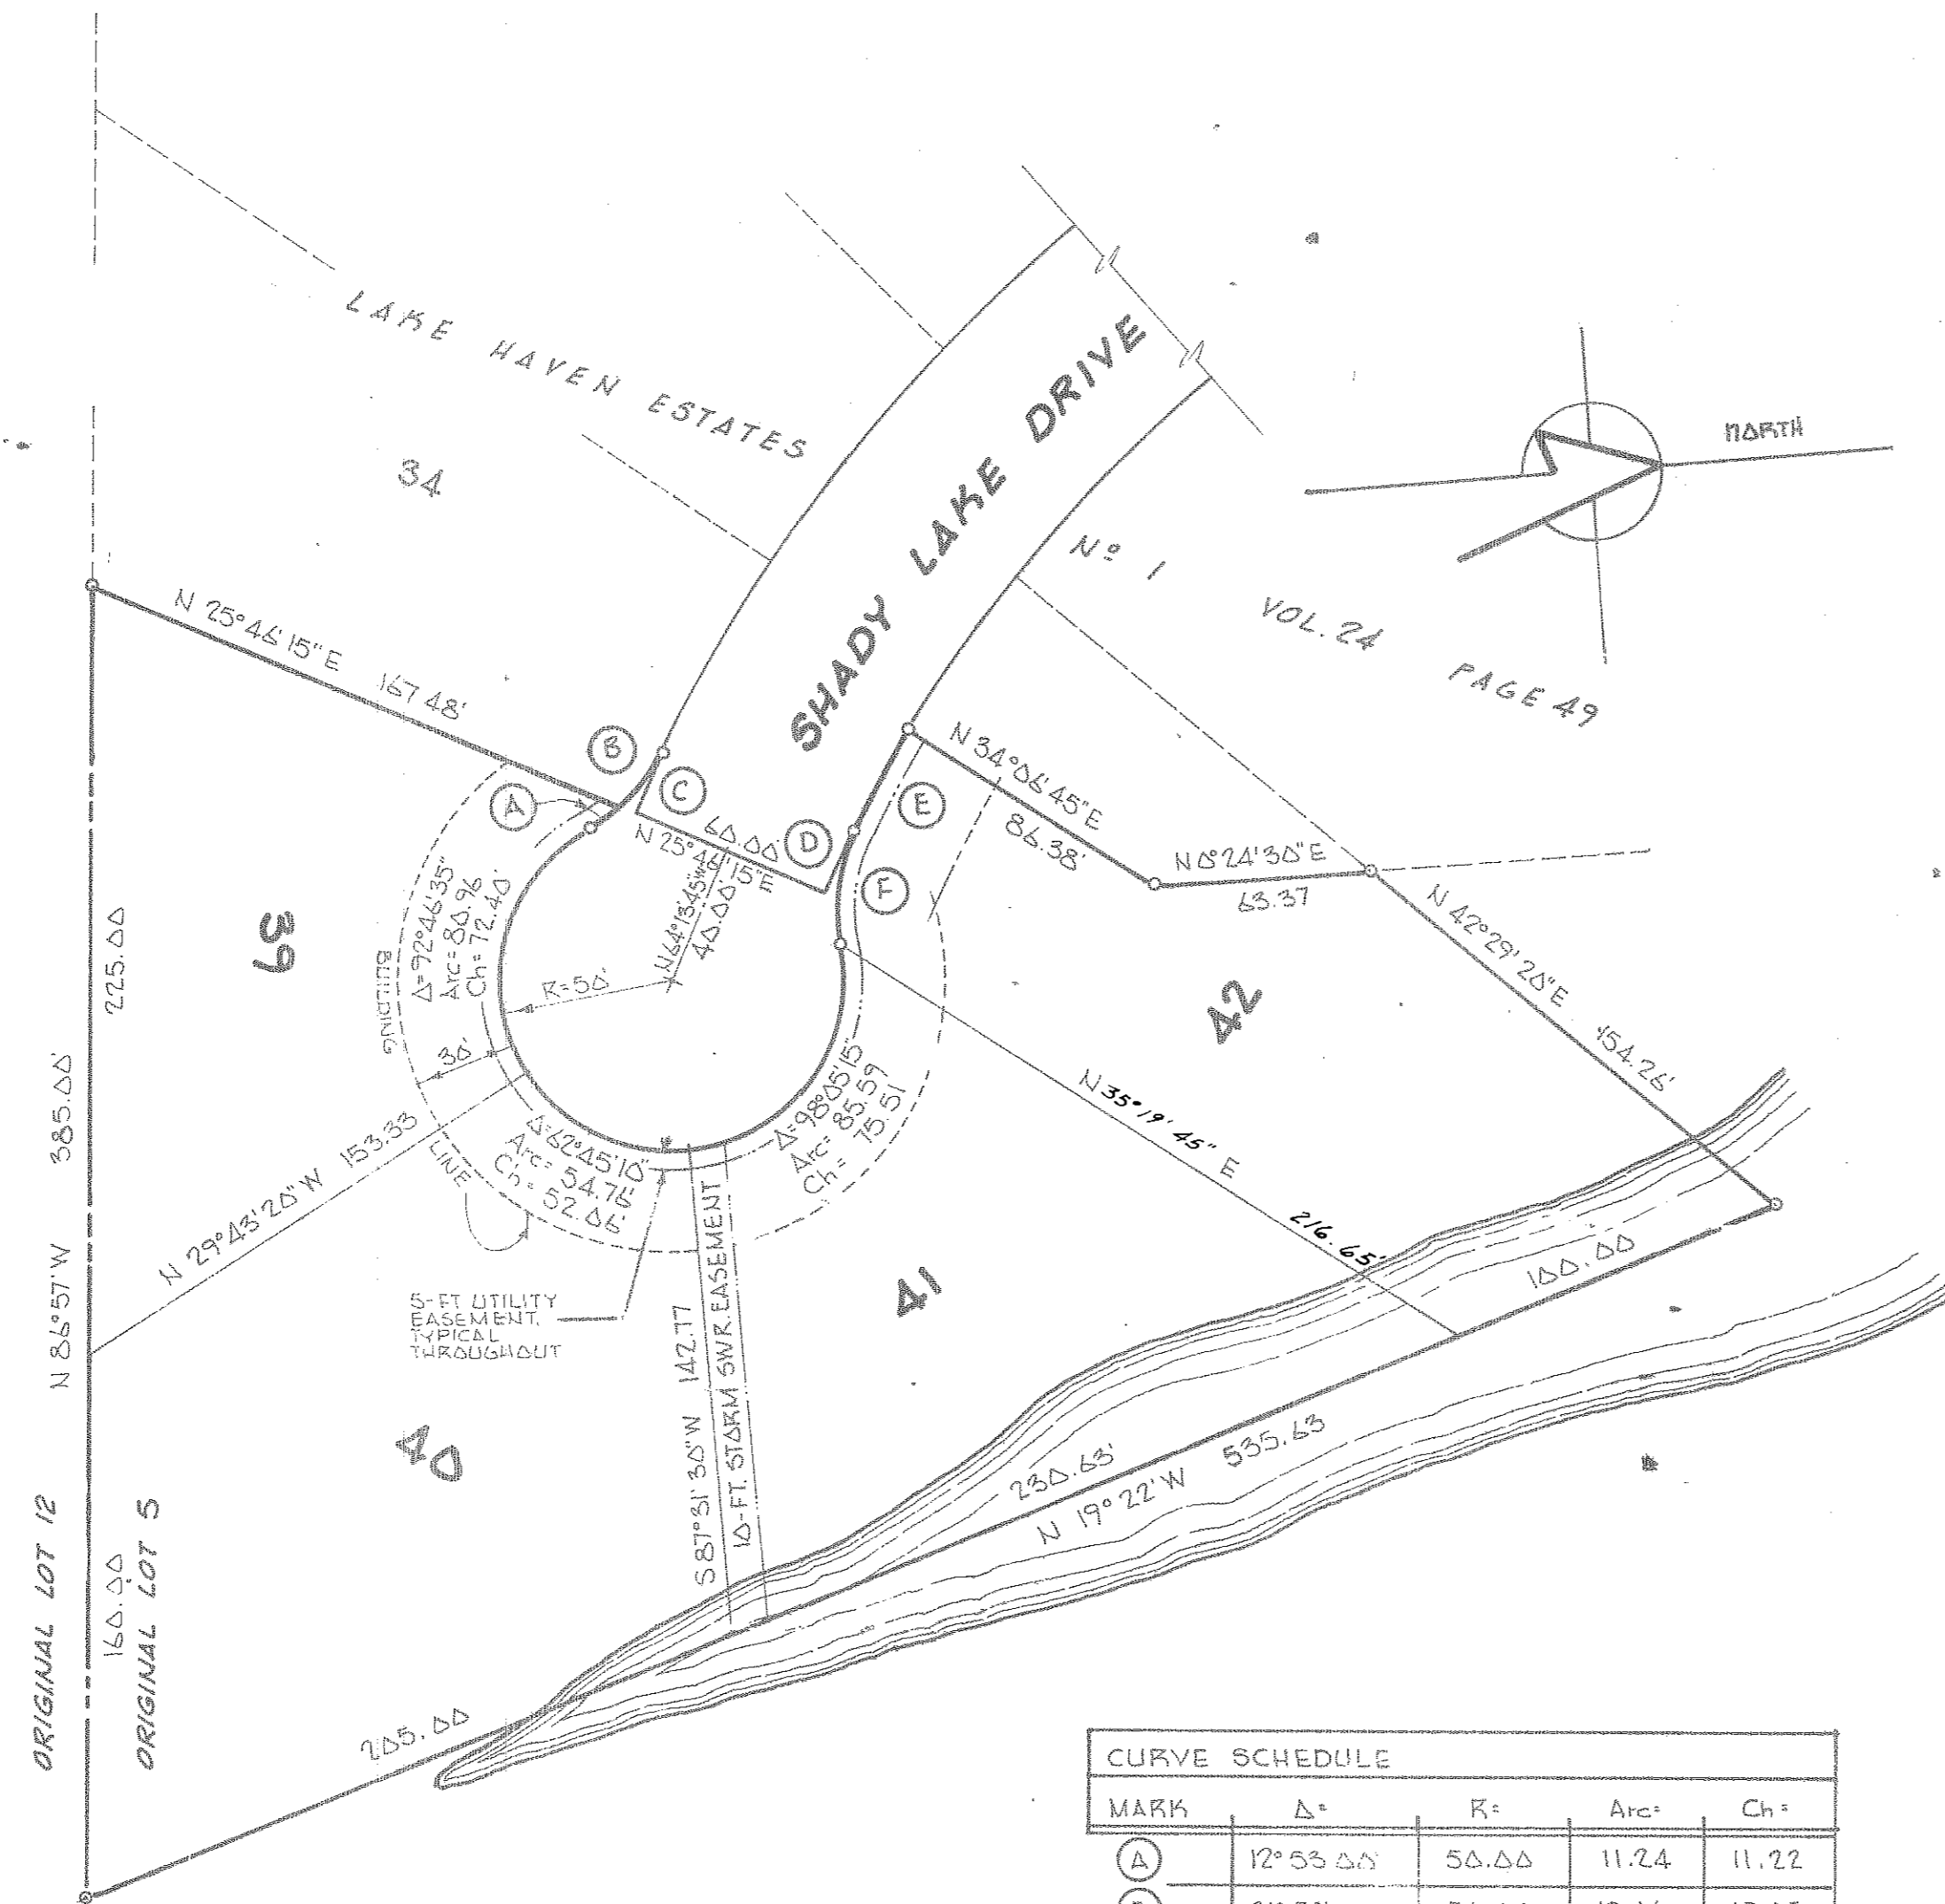 LAKE HAVEN ESTATES
34
SHADY LAKE DRIVE
Nº 1
VOL. 24 PAGE 49
NORTH
N 25°46'15"E 167.48'
B
A
C
D
E
F
60.00'
N 25°46'15"E
N64°13'45"W
40.00'
N 34°06'45"E
86.38'
N 0°24'30"E
63.37
N 42°29'20"E 154.26'
39
225.00
N 86°57'W 385.00'
BUILDING
LINE
Δ=92°46'35"
Arc= 80.96
Ch= 72.40'
R=50'
30'
N 29°43'20"W 153.33
Δ=62°45'10"
Arc= 54.76'
Ch= 52.06'
Δ=98°05'15"
Arc= 85.59
Ch= 75.51
42
N 35°19'45" E 216.65'
100.00
5-FT UTILITY
EASEMENT,
TYPICAL
THROUGHOUT
S 87°31'30"W 142.77
10-FT. STORM SWR. EASEMENT
41
40
230.63'
N 19°22'W 535.63
205.00
ORIGINAL LOT 12
160.00
ORIGINAL LOT 5
CURVE SCHEDULE
MARK Δ= R= Arc= Ch=
A 12°53'00" 50.00 11.24 11.22